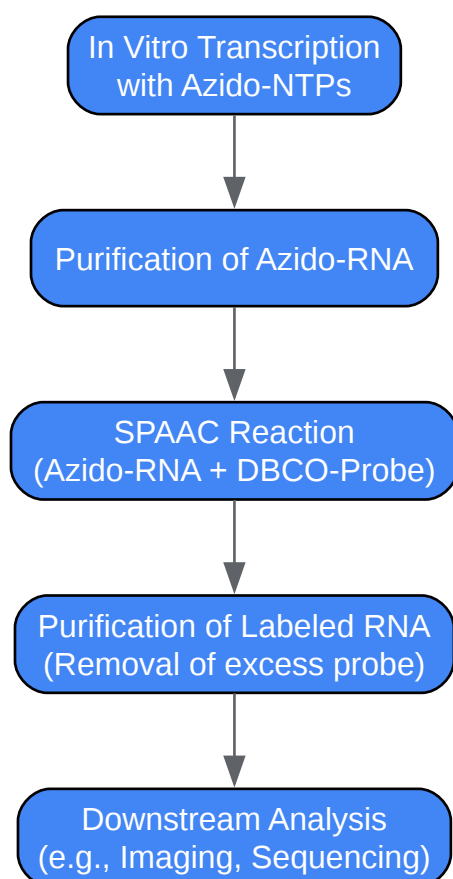 In Vitro Transcription
with Azido-NTPs
Purification of Azido-RNA
SPAAC Reaction
(Azido-RNA + DBCO-Probe)
Purification of Labeled RNA
(Removal of excess probe)
Downstream Analysis
(e.g., Imaging, Sequencing)